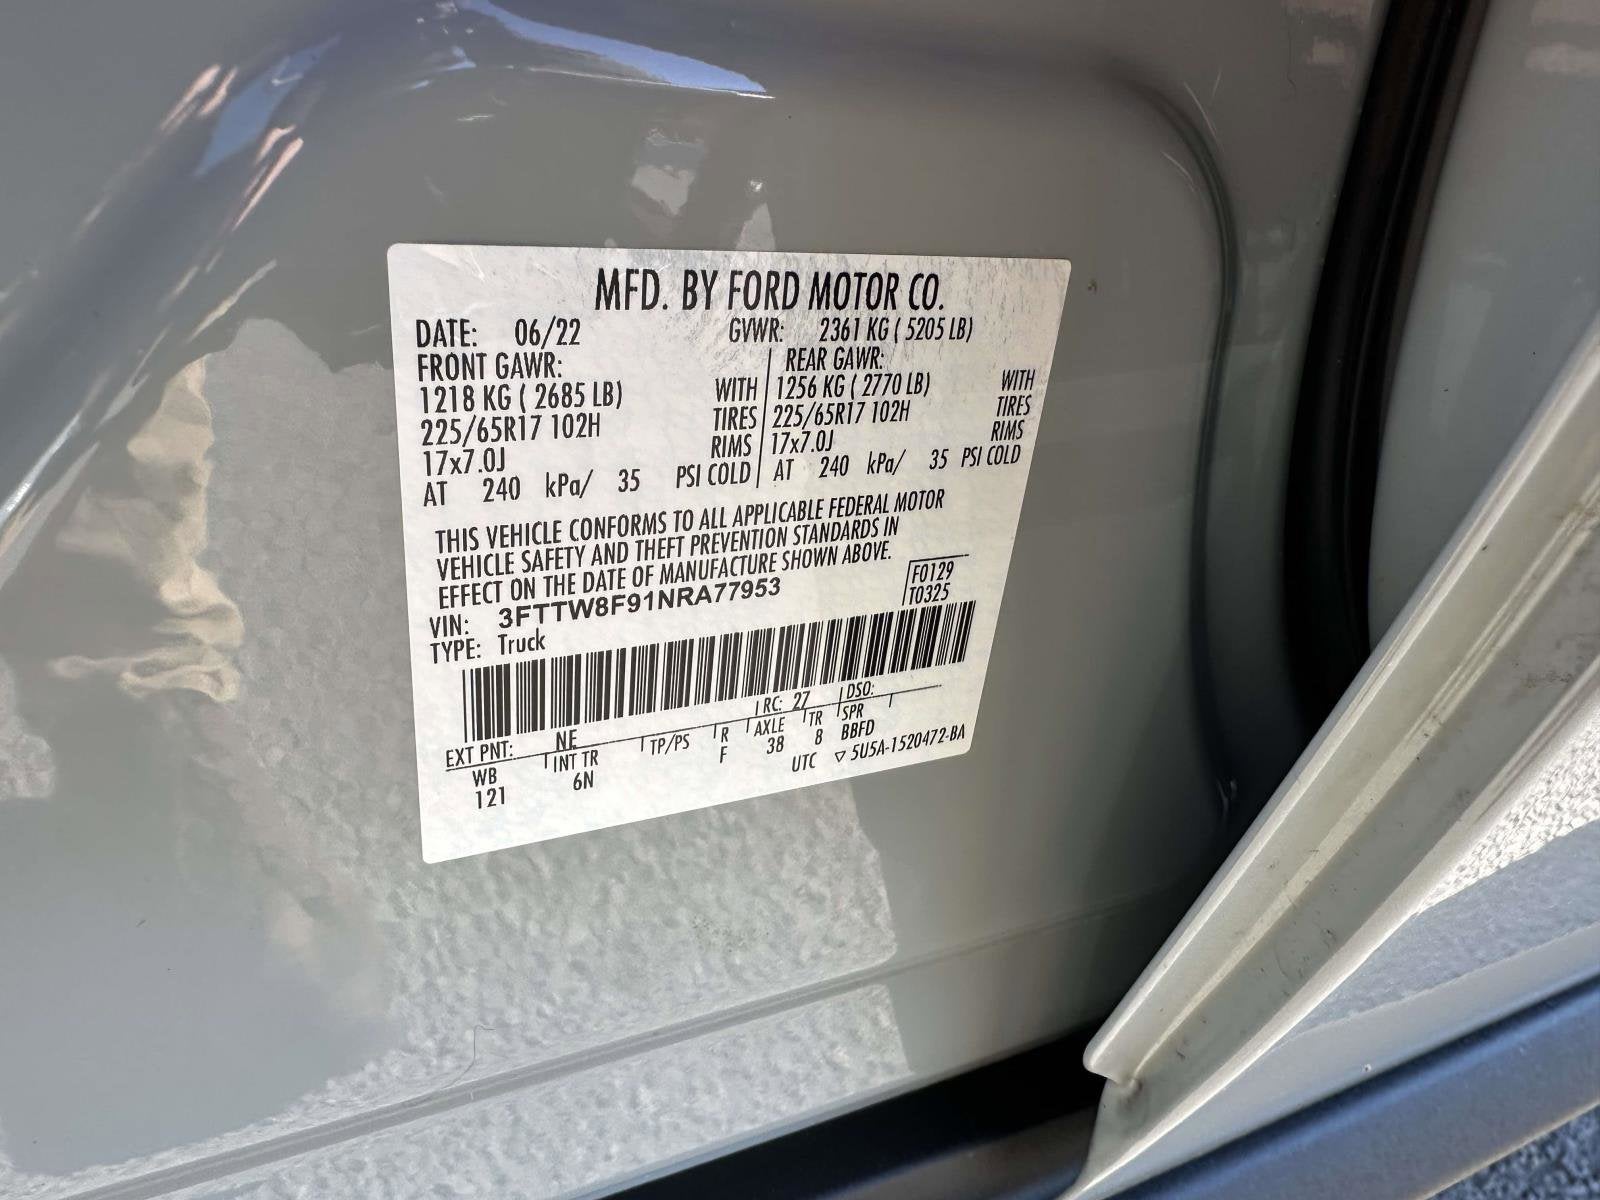 MFD. BY FORD MOTOR CO.
DATE: 06/22 GVWR: 2361 KG ( 5205 LB)
FRONT GAWR: REAR GAWR:
1218 KG ( 2685 LB) WITH 1256 KG ( 2770 LB) WITH
225/65R17 102H TIRES 225/65R17 102H TIRES
17x7.0J RIMS 17x7.0J RIMS
AT 240 kPa/ 35 PSI COLD AT 240 kPa/ 35 PSI COLD
THIS VEHICLE CONFORMS TO ALL APPLICABLE FEDERAL MOTOR
VEHICLE SAFETY AND THEFT PREVENTION STANDARDS IN
EFFECT ON THE DATE OF MANUFACTURE SHOWN ABOVE.
VIN: 3FTTW8F91NRA77953 F0129
TYPE: Truck T0325
EXT PNT: NE RC: 27 DSO:
WB INT TR TP/PS R AXLE TR SPR
121 6N F 38 8 BBFD
UTC ▽ 5U5A-1520472-BA